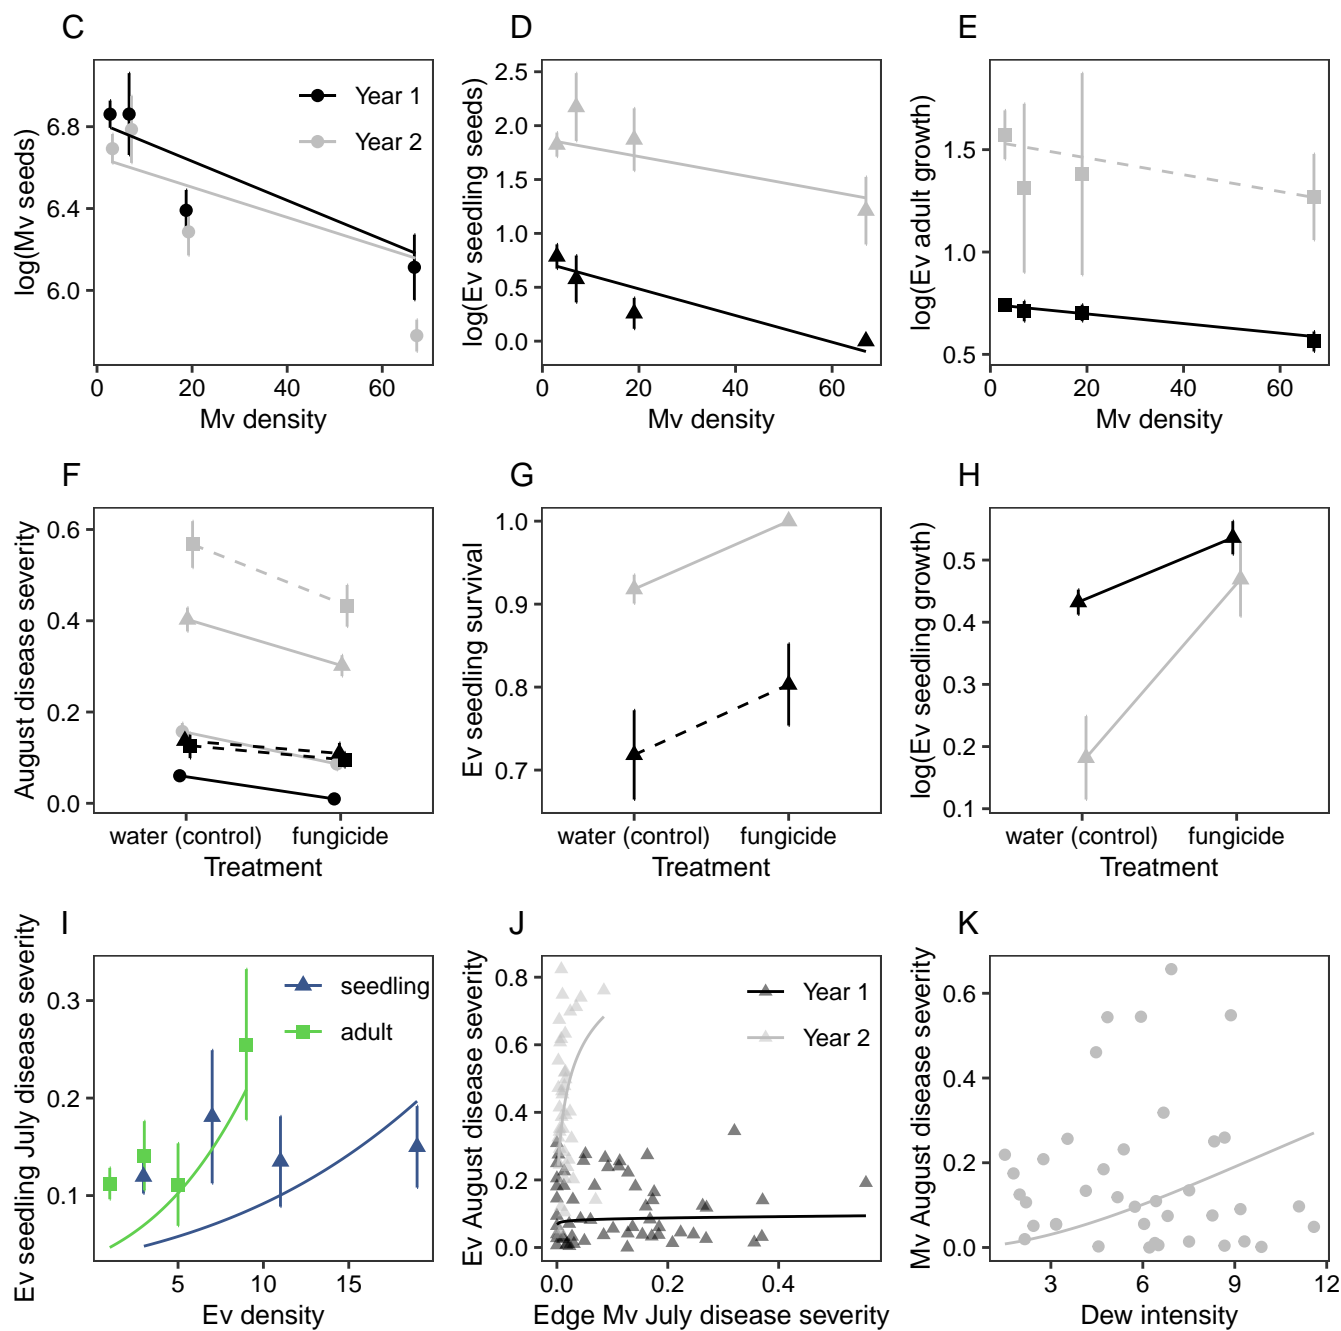 C
log(Mv seeds)
6.8
6.4
6.0
Year 1
Year 2
0
20
40
60
Mv density
D
log(Ev seedling seeds)
2.5
2.0
1.5
1.0
0.5
0.0
0
20
40
60
Mv density
E
log(Ev adult growth)
1.5
1.0
0.5
0
20
40
60
Mv density
F
August disease severity
0.6
0.4
0.2
0.0
water (control)
fungicide
Treatment
G
Ev seedling survival
1.0
0.9
0.8
0.7
water (control)
fungicide
Treatment
H
log(Ev seedling growth)
0.5
0.4
0.3
0.2
0.1
water (control)
fungicide
Treatment
I
Ev seedling July disease severity
0.3
0.2
0.1
seedling
adult
5
10
15
Ev density
J
Ev August disease severity
0.8
0.6
0.4
0.2
0.0
Year 1
Year 2
0.0
0.2
0.4
Edge Mv July disease severity
K
Mv August disease severity
0.6
0.4
0.2
0.0
3
6
9
12
Dew intensity